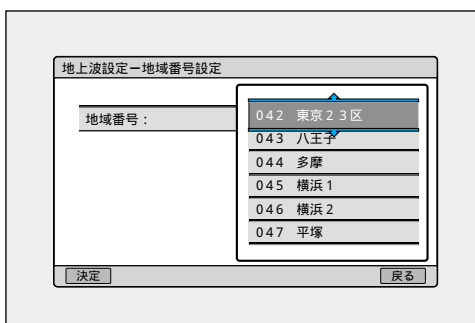 地上波設定ー地域番号設定
地域番号：
042 東京２３区
043 八王子
044 多摩
045 横浜１
046 横浜２
047 平塚
決定
戻る